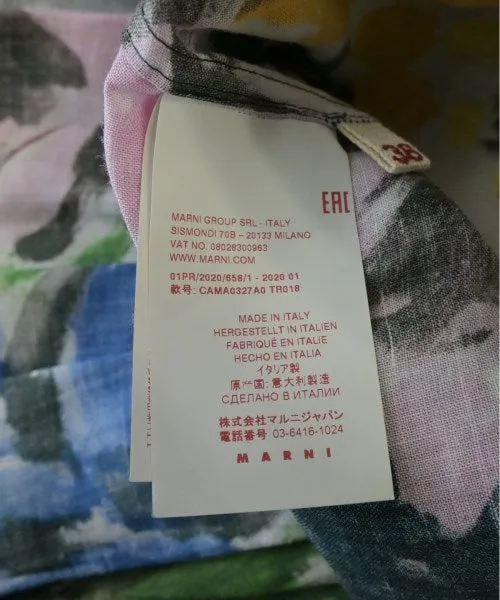 38
EAC
MARNI GROUP SRL - ITALY
SISMONDI 70B - 20133 MILANO
VAT NO. 08028300963
WWW.MARNI.COM
01PR/2020/658/1 - 2020 01
款号: CAMA0327A0 TR018
MADE IN ITALY
HERGESTELLT IN ITALIEN
FABRIQUÉ EN ITALIE
HECHO EN ITALIA
イタリア製
原产国: 意大利製造
СДЕЛАНО В ИТАЛИИ
株式会社マルニジャパン
電話番号 03-6416-1024
MARNI